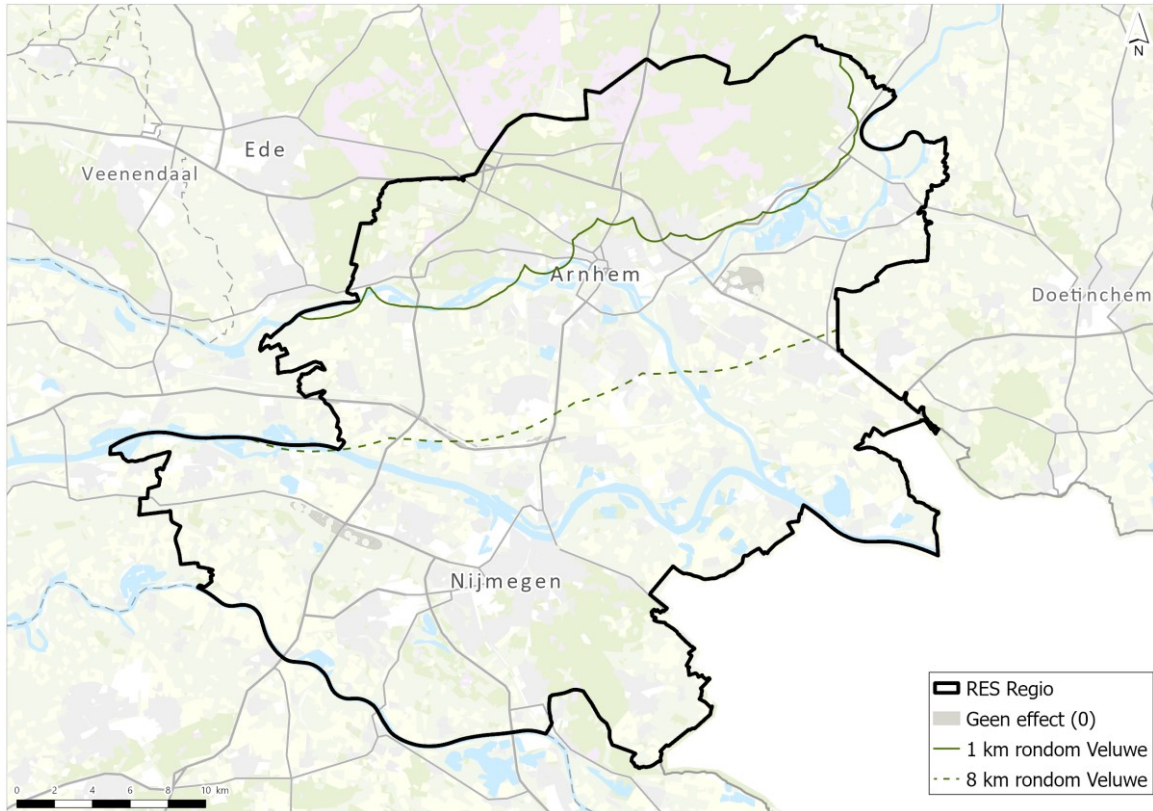 N
Ede
Veenendaal
Arnhem
Doetinchem
Nijmegen
RES Regio
Geen effect (0)
1 km rondom Veluwe
8 km rondom Veluwe
0 2 4 6 8 10 km